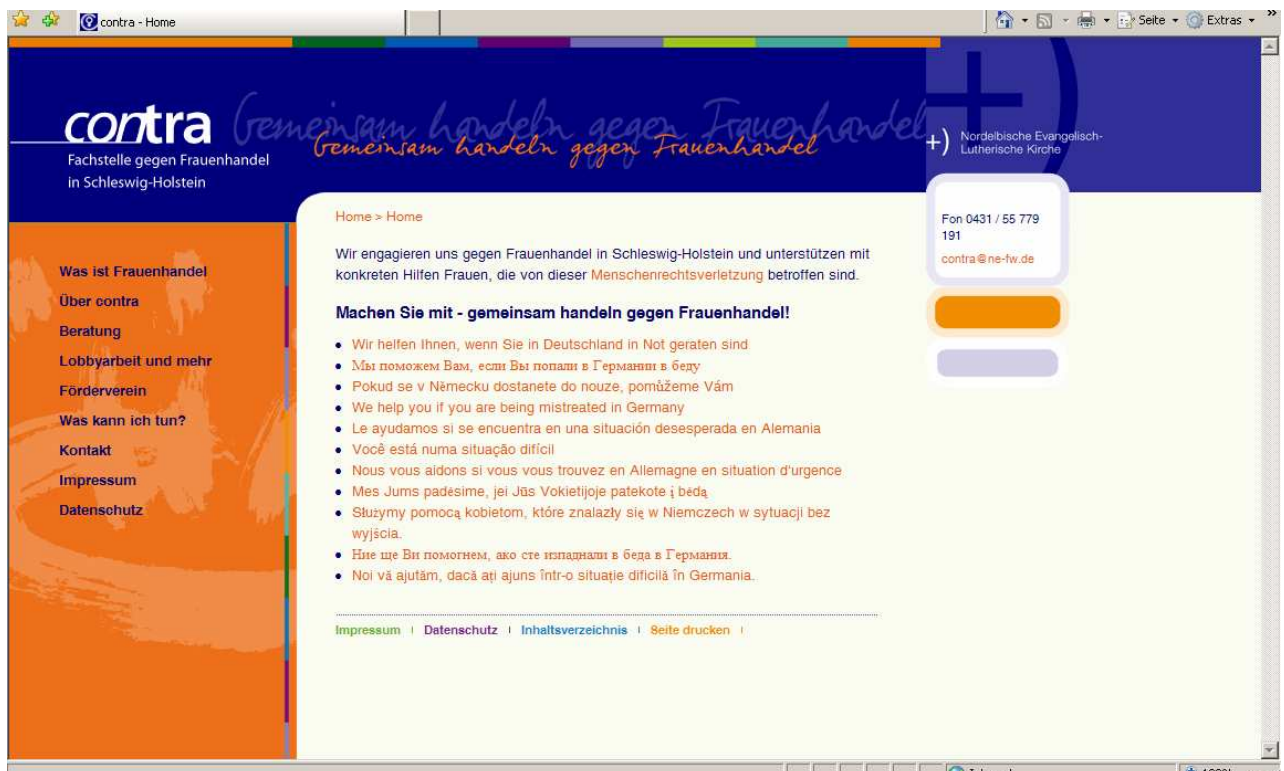 contra - Home
Seite
Extras
contra
Fachstelle gegen Frauenhandel
in Schleswig-Holstein
Gemeinsam handeln gegen Frauenhandel
Gemeinsam handeln gegen Frauenhandel
+) Nordelbische Evangelisch-
Lutherische Kirche
Was ist Frauenhandel
Über contra
Beratung
Lobbyarbeit und mehr
Förderverein
Was kann ich tun?
Kontakt
Impressum
Datenschutz
Home > Home
Wir engagieren uns gegen Frauenhandel in Schleswig-Holstein und unterstützen mit
konkreten Hilfen Frauen, die von dieser Menschenrechtsverletzung betroffen sind.
Machen Sie mit - gemeinsam handeln gegen Frauenhandel!
Wir helfen Ihnen, wenn Sie in Deutschland in Not geraten sind
Мы поможем Вам, если Вы попали в Германии в беду
Pokud se v Německu dostanete do nouze, pomůžeme Vám
We help you if you are being mistreated in Germany
Le ayudamos si se encuentra en una situación desesperada en Alemania
Você está numa situação difícil
Nous vous aidons si vous vous trouvez en Allemagne en situation d'urgence
Mes Jums padėsime, jei Jūs Vokietijoje patekote į bėdą
Służymy pomocą kobietom, które znalazły się w Niemczech w sytuacji bez
wyjścia.
Ние ще Ви помогнем, ако сте изпаднали в беда в Германия.
Noi vă ajutăm, dacă ați ajuns într-o situație dificilă în Germania.
Impressum | Datenschutz | Inhaltsverzeichnis | Seite drucken |
Fon 0431 / 55 779
191
contra@ne-fw.de